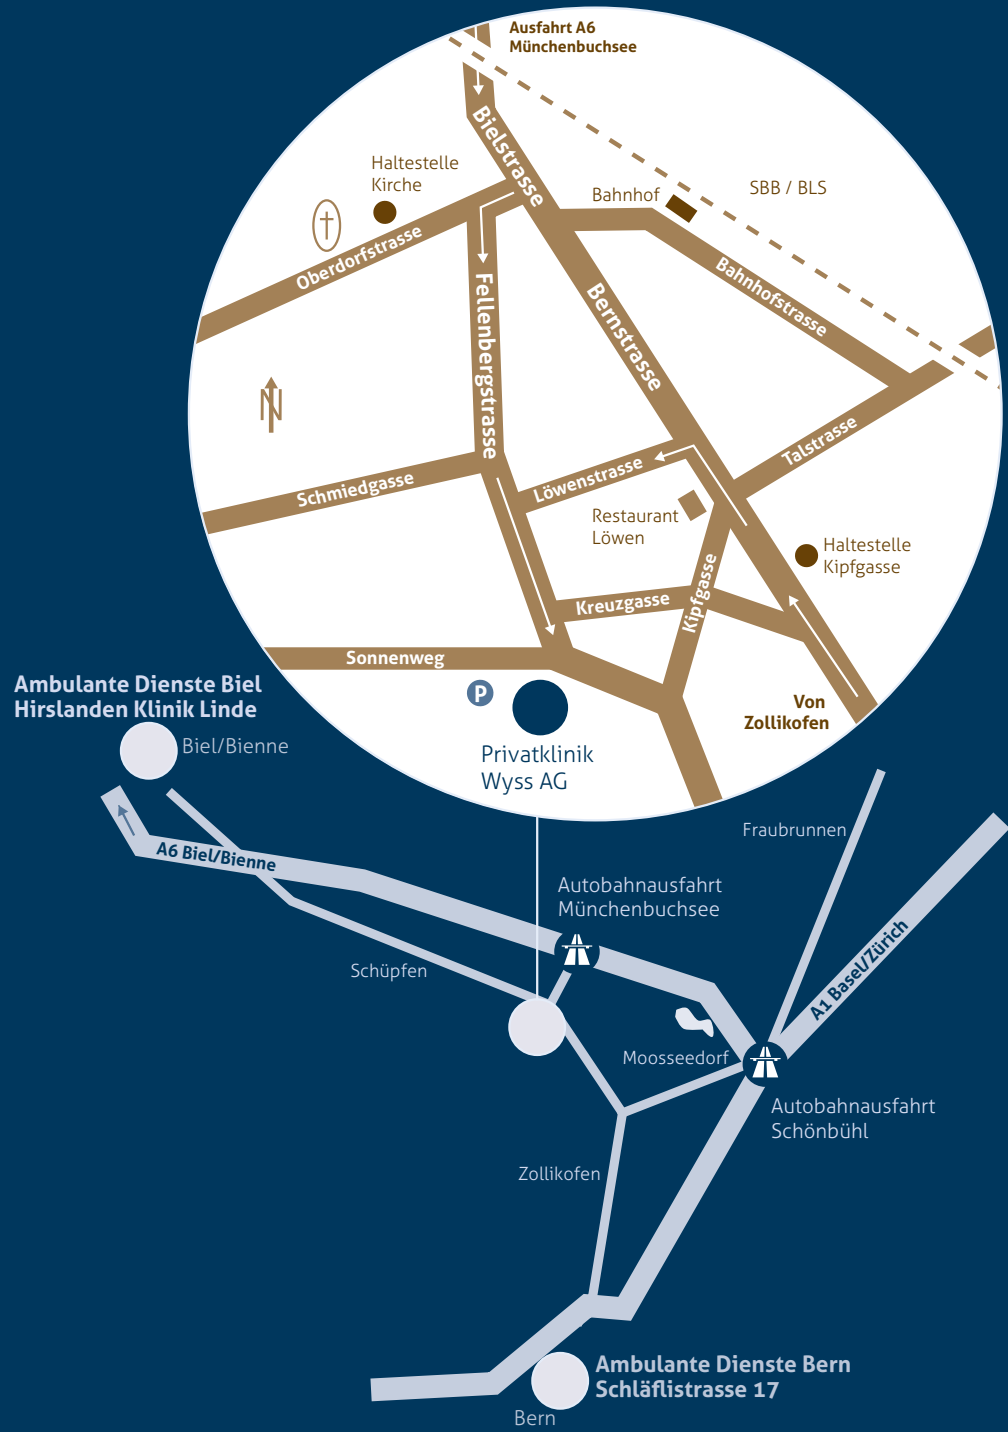 Ausfahrt A6
Münchenbuchsee
Bielstrasse
Haltestelle
Kirche
Bahnhof
SBB / BLS
Oberdorfstrasse
Fellenbergstrasse
Bernstrasse
Bahnhofstrasse
N
Talstrasse
Löwenstrasse
Schmiedgasse
Restaurant
Löwen
Haltestelle
Kipfgasse
Kreuzgasse
Kipfgasse
Sonnenweg
P
Von
Zollikofen
Privatklinik
Wyss AG
Ambulante Dienste Biel
Hirslanden Klinik Linde
Biel/Bienne
A6 Biel/Bienne
Fraubrunnen
Autobahnausfahrt
Münchenbuchsee
Schüpfen
A1 Basel/Zürich
Moosseedorf
Autobahnausfahrt
Schönbühl
Zollikofen
Ambulante Dienste Bern
Schläflistrasse 17
Bern